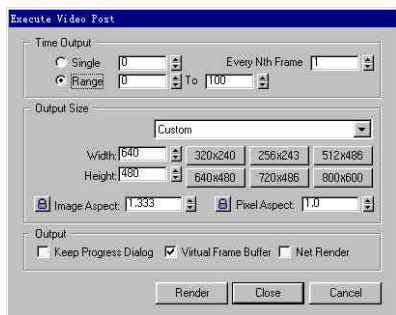 Execute Video Post
Time Output
Single 0 Every Nth Frame 1
Range 0 To 100
Output Size
Custom
Width: 640 320x240 256x243 512x486
Height: 480 640x480 720x486 800x600
Image Aspect: 1.333 Pixel Aspect: 1.0
Output
Keep Progress Dialog Virtual Frame Buffer Net Render
Render Close Cancel